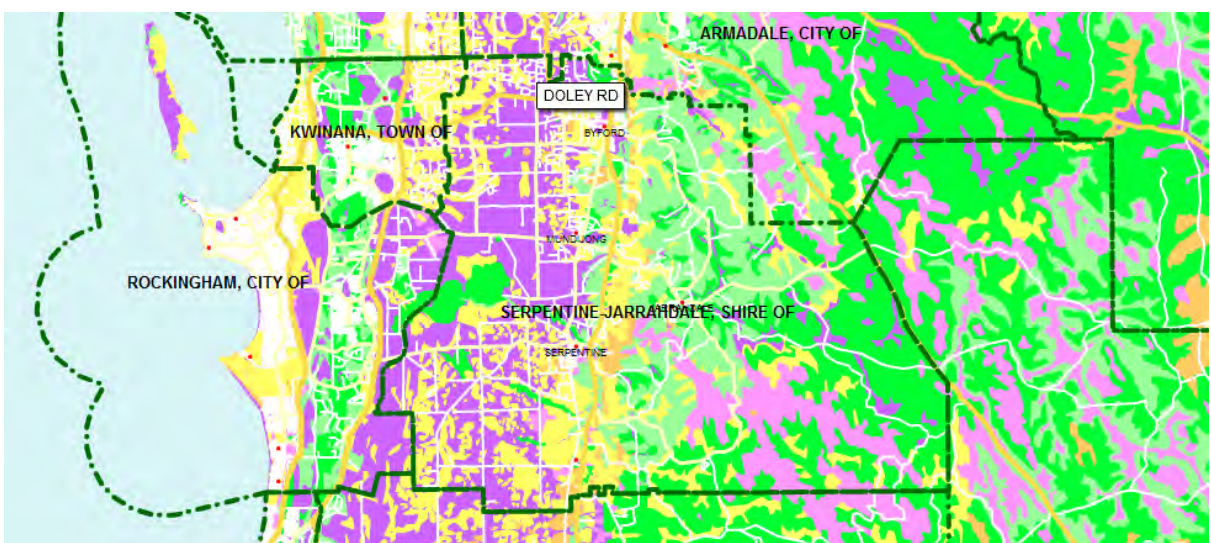 ARMADALE, CITY OF
DOLEY RD
KWINANA, TOWN OF
BYFORD
MUNDIJONG
ROCKINGHAM, CITY OF
SERPENTINE-JARRAHDALE, SHIRE OF
SERPENTINE